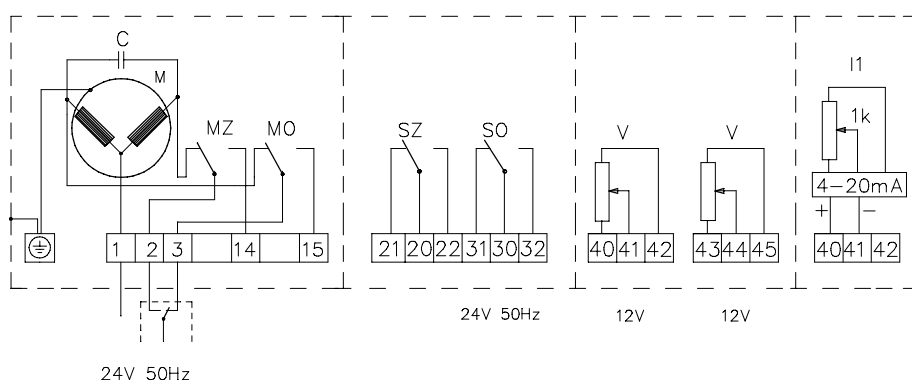 C
M
MZ MO
1 2 3 14 15
24V 50Hz
SZ SO
21 20 22 31 30 32
24V 50Hz
V V
40 41 42 43 44 45
12V 12V
I1
1k
4-20mA
+ -
40 41 42